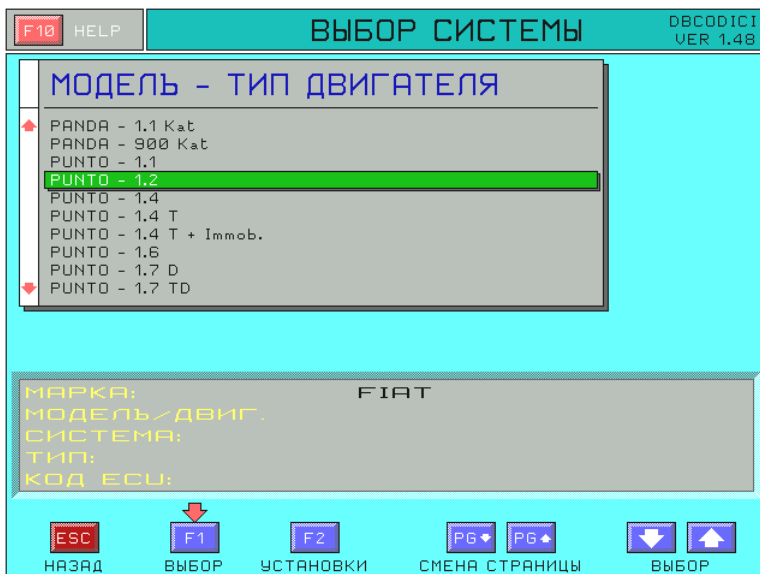 F10 HELP
ВЫБОР СИСТЕМЫ
DBCODICI
VER 1.48
МОДЕЛЬ - ТИП ДВИГАТЕЛЯ
PANDA - 1.1 Kat
PANDA - 900 Kat
PUNTO - 1.1
PUNTO - 1.2
PUNTO - 1.4
PUNTO - 1.4 T
PUNTO - 1.4 T + Immob.
PUNTO - 1.6
PUNTO - 1.7 D
PUNTO - 1.7 TD
МАРКА: FIAT
МОДЕЛЬ/ДВИГ.
СИСТЕМА:
ТИП:
КОД ECU:
ESC F1 F2 PG PG
НАЗАД ВЫБОР УСТАНОВКИ СМЕНА СТРАНИЦЫ ВЫБОР